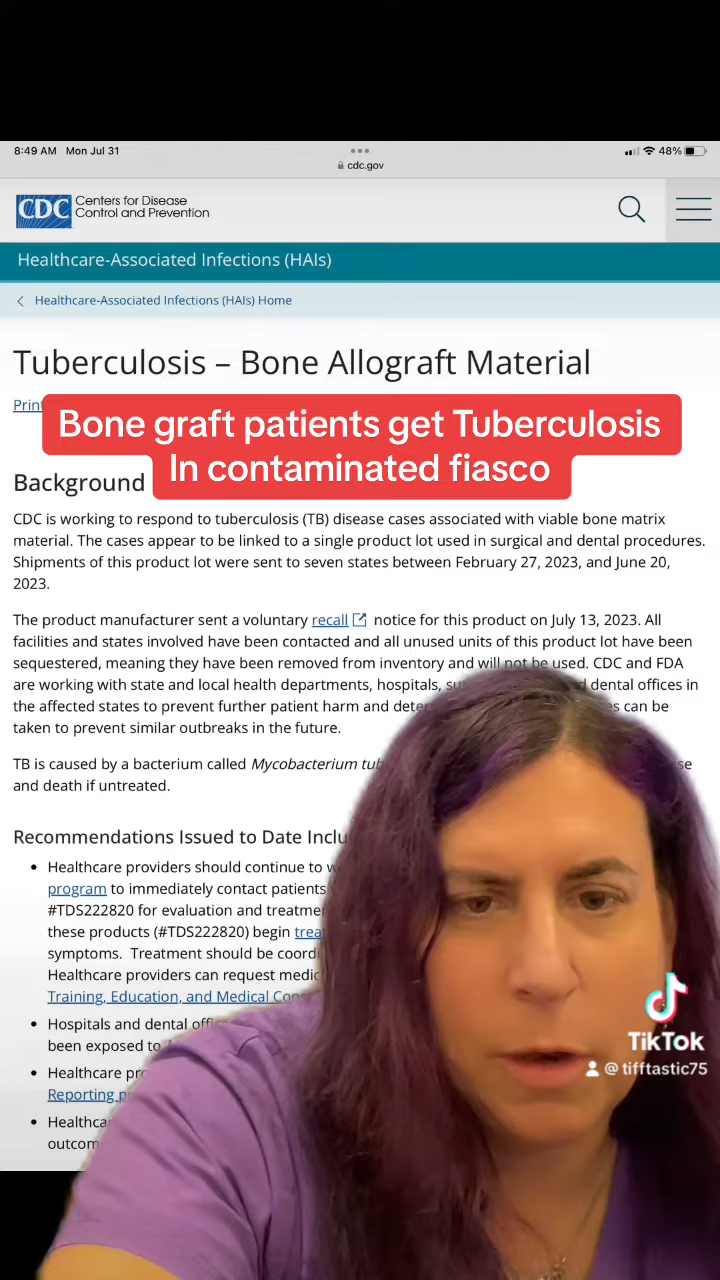 8:49 AM Mon Jul 31
48%
cdc.gov
CDC Centers for Disease
Control and Prevention
Healthcare-Associated Infections (HAIs)
Healthcare-Associated Infections (HAIs) Home
Tuberculosis – Bone Allograft Material
Print
Bone graft patients get Tuberculosis
In contaminated fiasco
Background
CDC is working to respond to tuberculosis (TB) disease cases associated with viable bone matrix
material. The cases appear to be linked to a single product lot used in surgical and dental procedures.
Shipments of this product lot were sent to seven states between February 27, 2023, and June 20,
2023.
The product manufacturer sent a voluntary recall notice for this product on July 13, 2023. All
facilities and states involved have been contacted and all unused units of this product lot have been
sequestered, meaning they have been removed from inventory and will not be used. CDC and FDA
are working with state and local health departments, hospitals, dental offices in
the affected states to prevent further patient harm and can be
taken to prevent similar outbreaks in the future.
TB is caused by a bacterium called Mycobacterium
and death if untreated.
Recommendations Issued to Date
Healthcare providers should continue to
program to immediately contact patients
#TDS222820 for evaluation and
these products (#TDS222820) begin
symptoms. Treatment should be
Healthcare providers can request
Training, Education, and Medical
Hospitals and dental
been exposed to
Healthcare
Reporting
TikTok
@tifftastic75